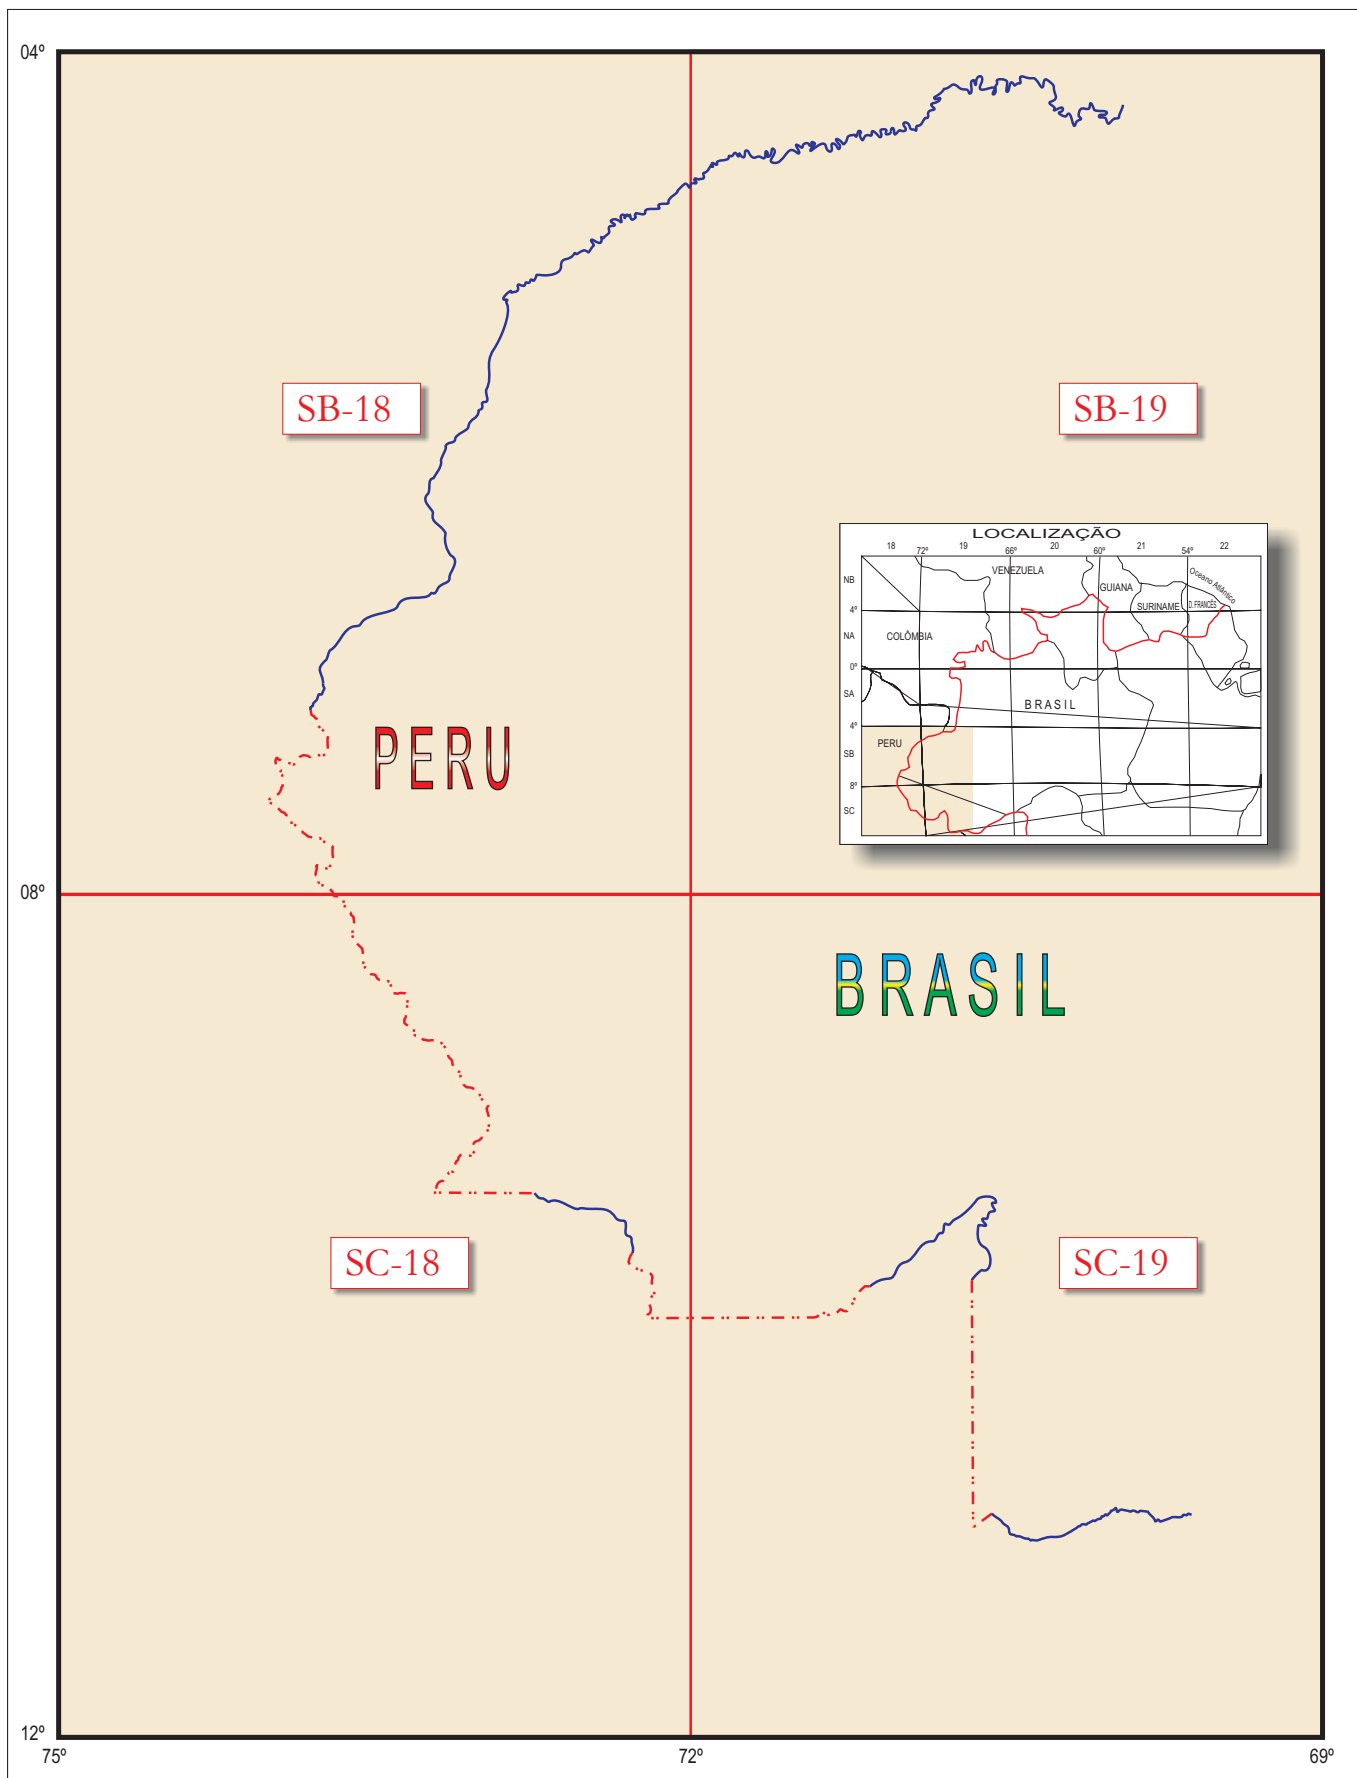 04º
SB-18
SB-19
LOCALIZAÇÃO
18
72º
19
66º
20
60º
21
54º
22
NB
VENEZUELA
GUIANA
Oceano Atlântico
SURINAME
D. FRANCÊS
4º
NA
COLÔMBIA
0º
SA
BRASIL
4º
PERU
SB
8º
SC
PERU
08º
BRASIL
SC-18
SC-19
12º
75º
72º
69º